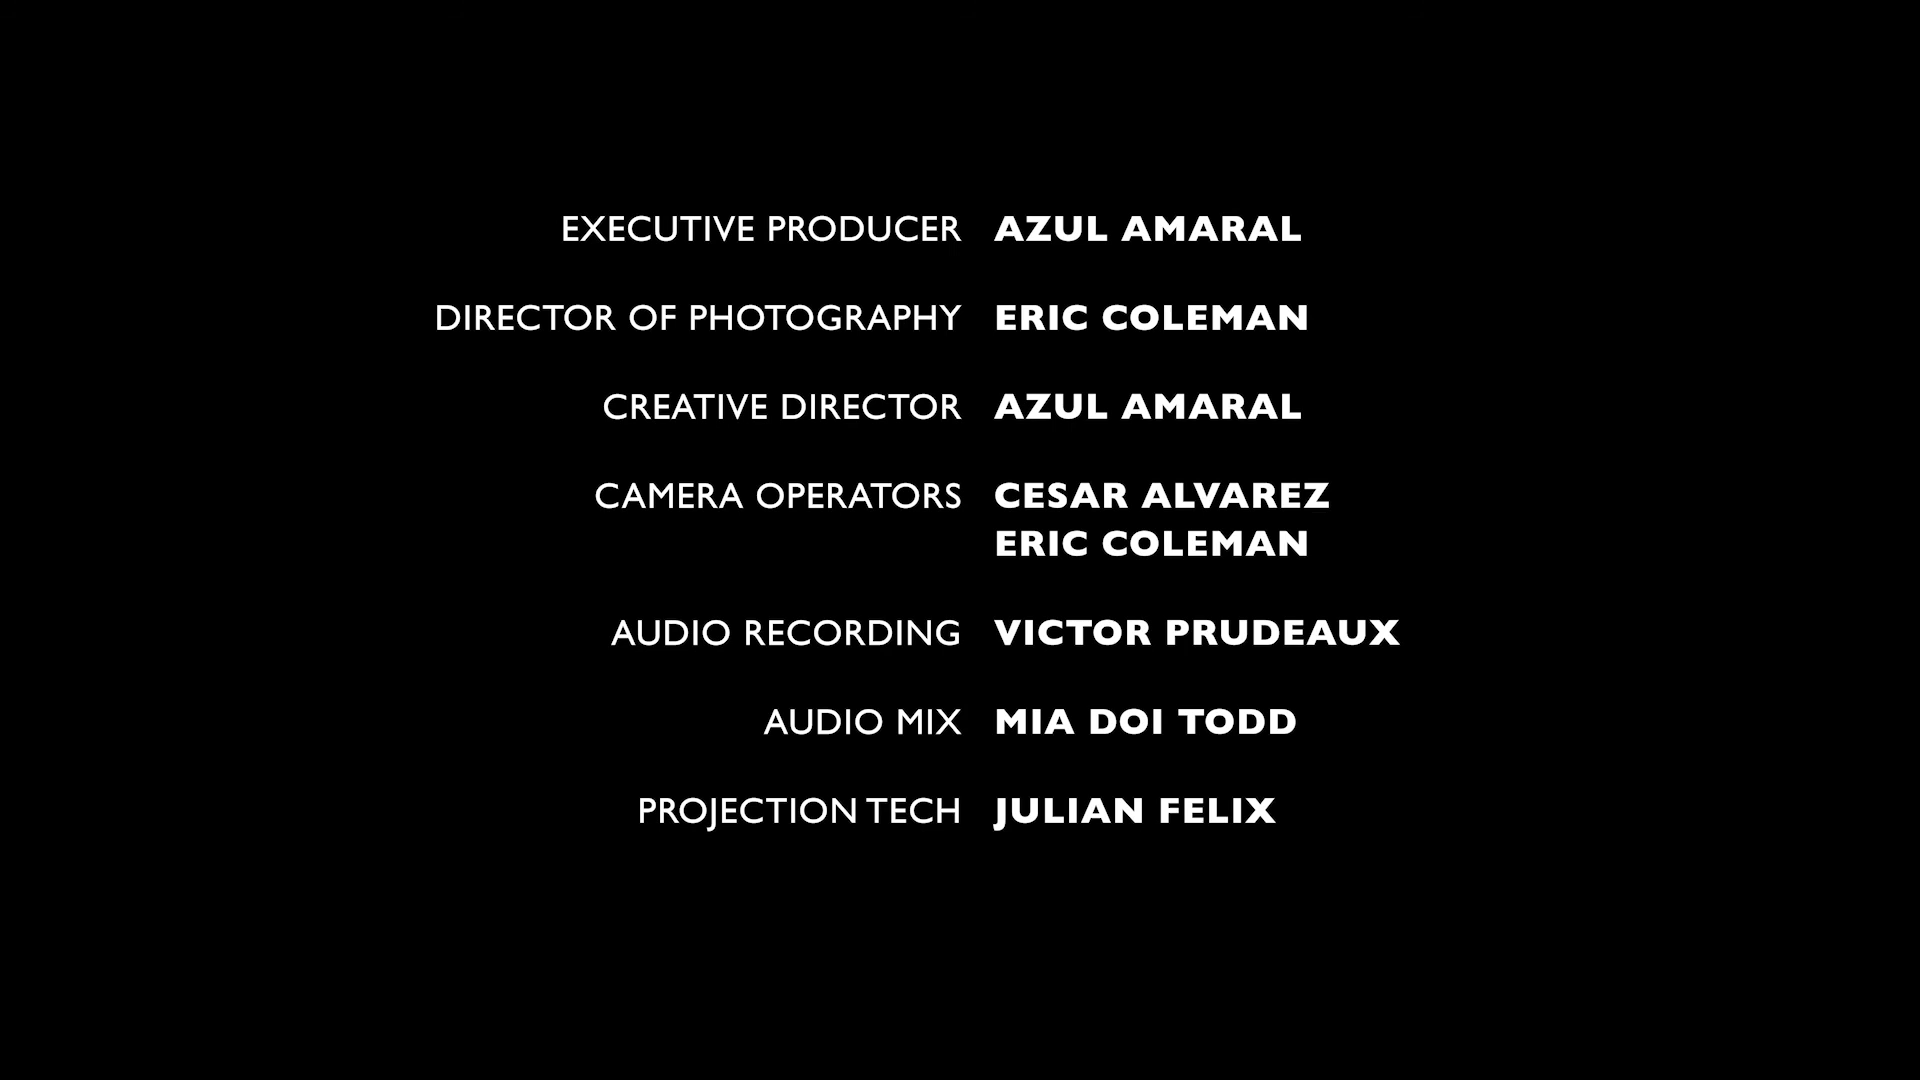 EXECUTIVE PRODUCER AZUL AMARAL
DIRECTOR OF PHOTOGRAPHY ERIC COLEMAN
CREATIVE DIRECTOR AZUL AMARAL
CAMERA OPERATORS CESAR ALVAREZ
ERIC COLEMAN
AUDIO RECORDING VICTOR PRUDEAUX
AUDIO MIX MIA DOI TODD
PROJECTION TECH JULIAN FELIX